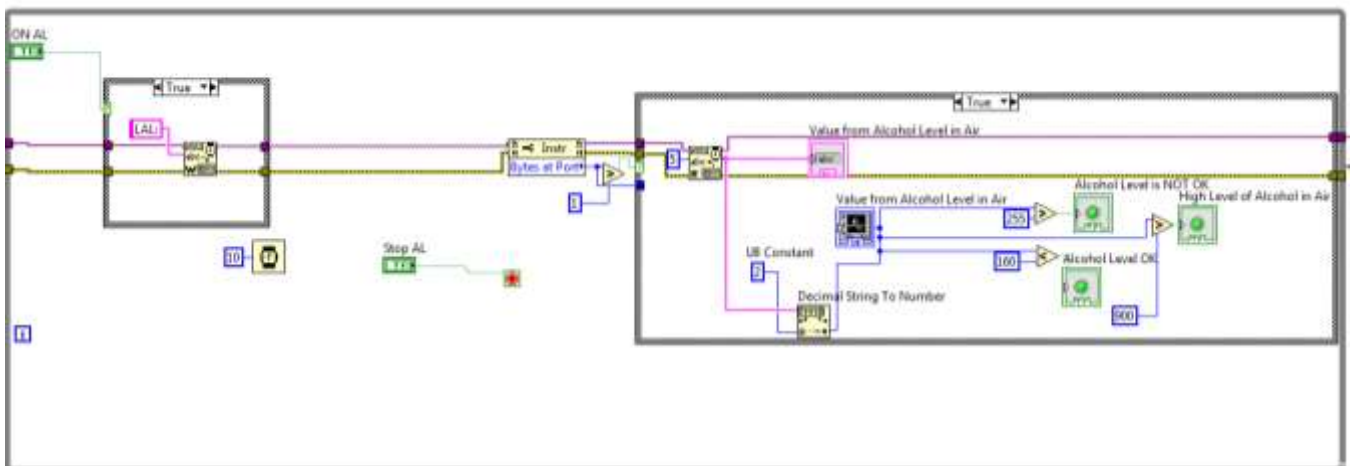 ON AL
True
True
LAL
Instr
Bytes at Port
1
5
Value from Alcohol Level in Air
abc
Alcohol Level is NOT OK
Value from Alcohol Level in Air
High Level of Alcohol in Air
255
10
Stop AL
U8 Constant
2
160
Alcohol Level OK
Decimal String To Number
900
i